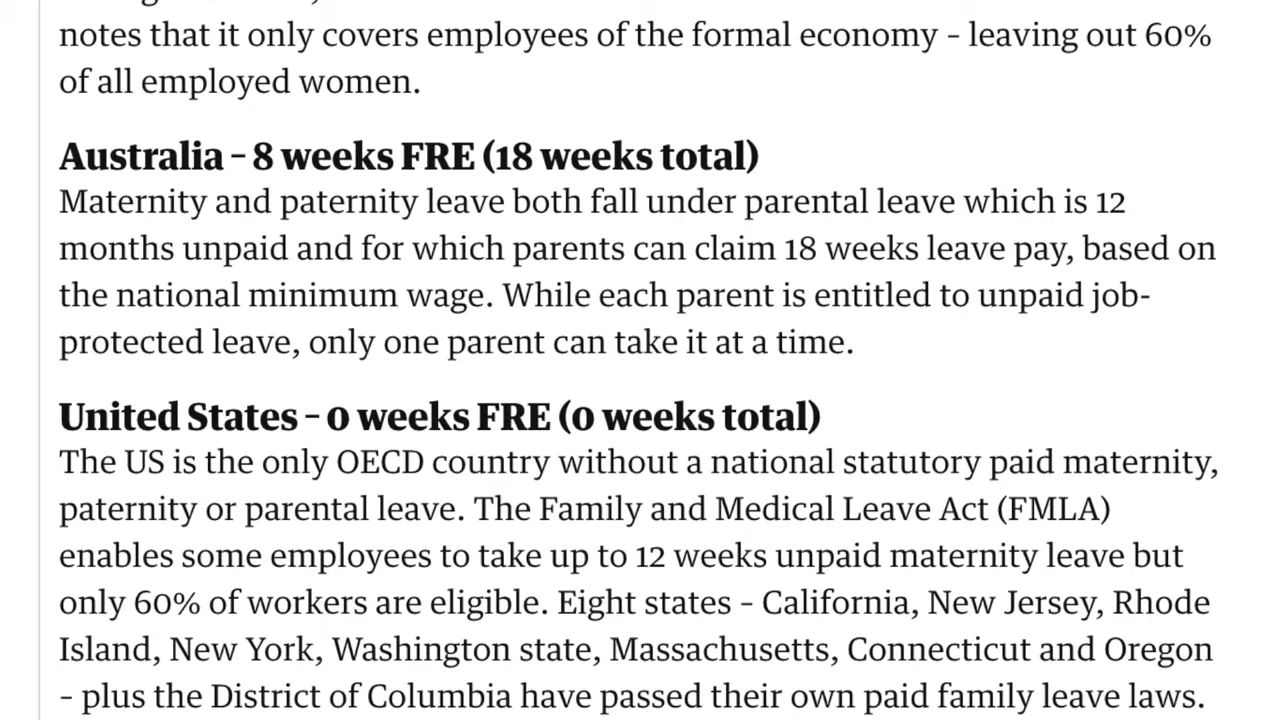 notes that it only covers employees of the formal economy – leaving out 60%
of all employed women.
Australia – 8 weeks FRE (18 weeks total)
Maternity and paternity leave both fall under parental leave which is 12
months unpaid and for which parents can claim 18 weeks leave pay, based on
the national minimum wage. While each parent is entitled to unpaid job-
protected leave, only one parent can take it at a time.
United States – 0 weeks FRE (0 weeks total)
The US is the only OECD country without a national statutory paid maternity,
paternity or parental leave. The Family and Medical Leave Act (FMLA)
enables some employees to take up to 12 weeks unpaid maternity leave but
only 60% of workers are eligible. Eight states – California, New Jersey, Rhode
Island, New York, Washington state, Massachusetts, Connecticut and Oregon
– plus the District of Columbia have passed their own paid family leave laws.